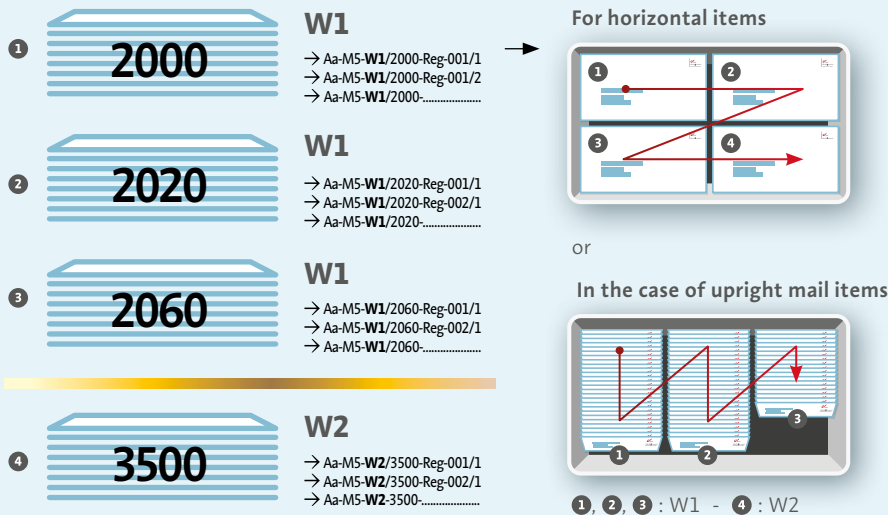 1
2000
W1
→ Aa-M5-W1/2000-Reg-001/1
→ Aa-M5-W1/2000-Reg-001/2
→ Aa-M5-W1/2000-....................
2
2020
W1
→ Aa-M5-W1/2020-Reg-001/1
→ Aa-M5-W1/2020-Reg-002/1
→ Aa-M5-W1/2020-....................
3
2060
W1
→ Aa-M5-W1/2060-Reg-001/1
→ Aa-M5-W1/2060-Reg-002/1
→ Aa-M5-W1/2060-....................
4
3500
W2
→ Aa-M5-W2/3500-Reg-001/1
→ Aa-M5-W2/3500-Reg-002/1
→ Aa-M5-W2-3500-....................
For horizontal items
1 2
3 4
or
In the case of upright mail items
1 2 3
1, 2, 3 : W1 - 4 : W2